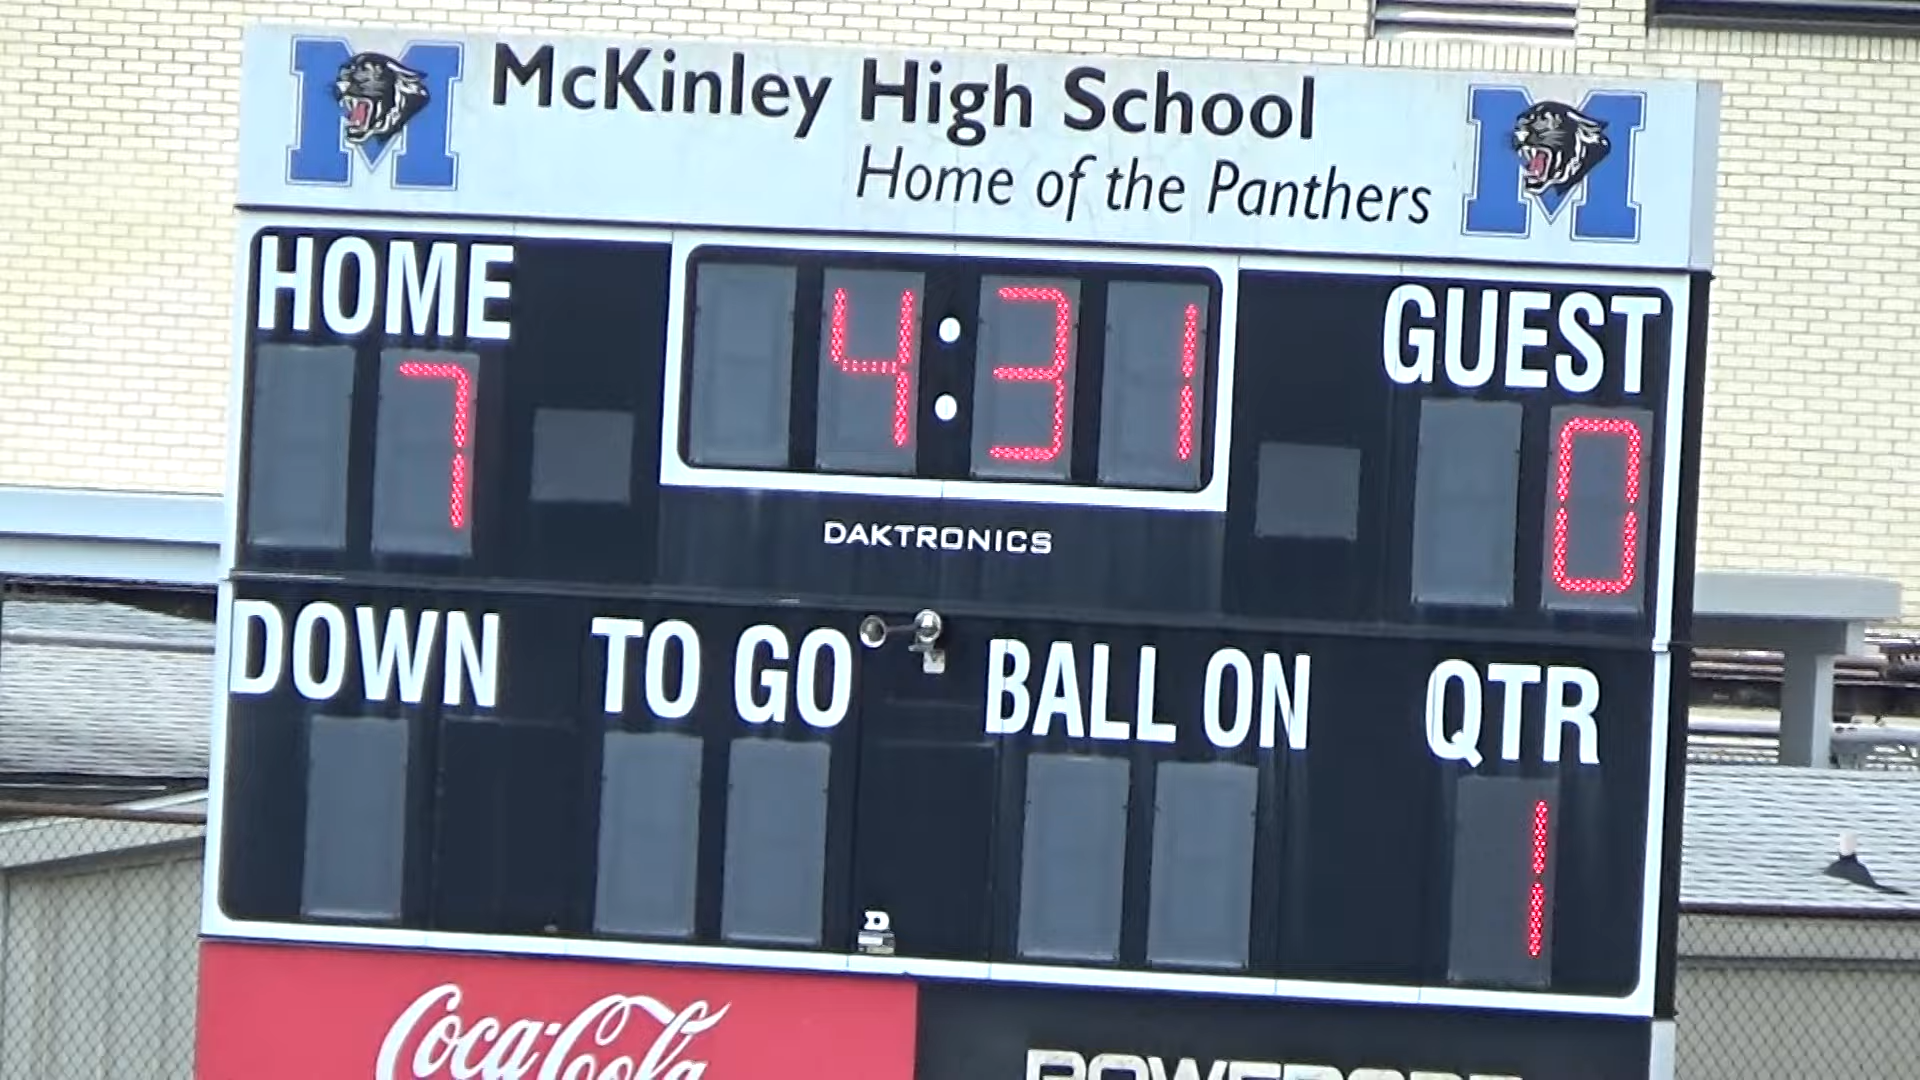 M McKinley High School M
Home of the Panthers
HOME 4:31 GUEST
7 0
DAKTRONICS
DOWN TO GO BALL ON QTR
1
D
Coca-Cola
POWERADE